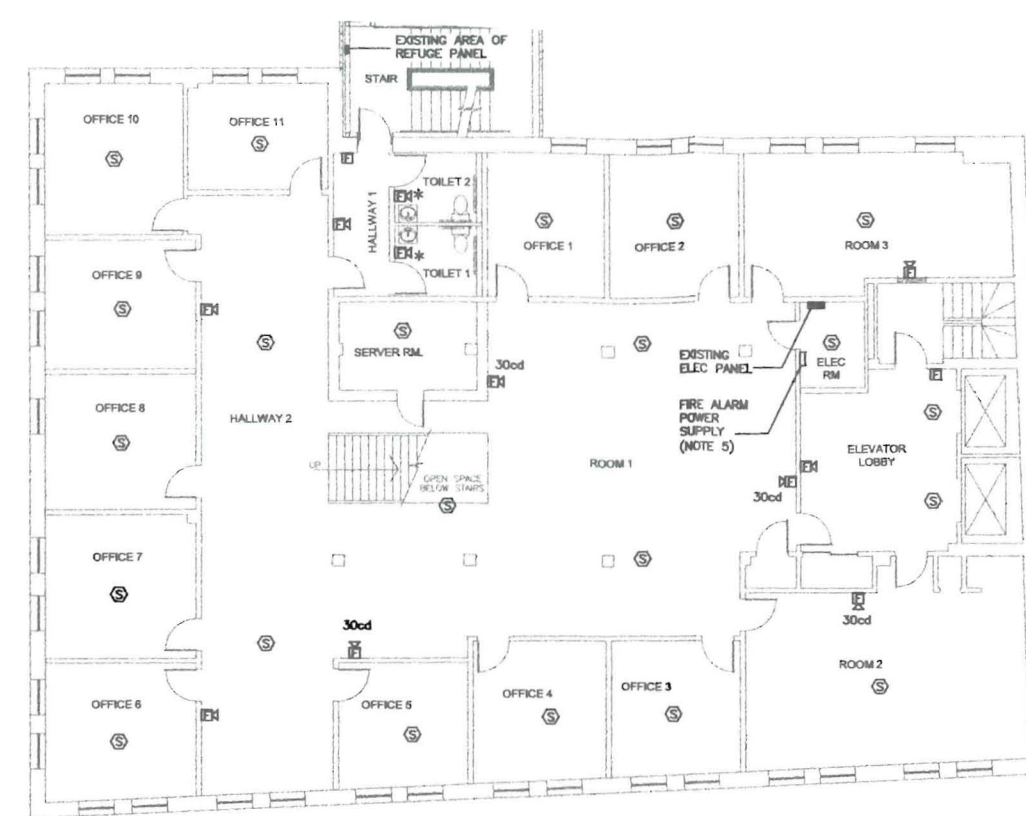 EXISTING AREA OF
REFUGE PANEL
STAIR
OFFICE 10
S
OFFICE 11
S
F
HALLWAY 1
F
F*
TOILET 2
F*
TOILET 1
OFFICE 1
S
OFFICE 2
S
ROOM 3
S
F
OFFICE 9
S
F
S
SERVER RM.
S
30cd
F
S
EXISTING
ELEC PANEL
ELEC
RM
S
FIRE ALARM
POWER
SUPPLY
(NOTE 5)
F
S
OFFICE 8
S
HALLWAY 2
UP
OPEN SPACE
BELOW STAIRS
S
ROOM 1
ELEVATOR
LOBBY
F
F
30cd
S
OFFICE 7
S
S
30cd
F
F
30cd
S
OFFICE 6
S
F
OFFICE 5
S
OFFICE 4
S
OFFICE 3
S
ROOM 2
S